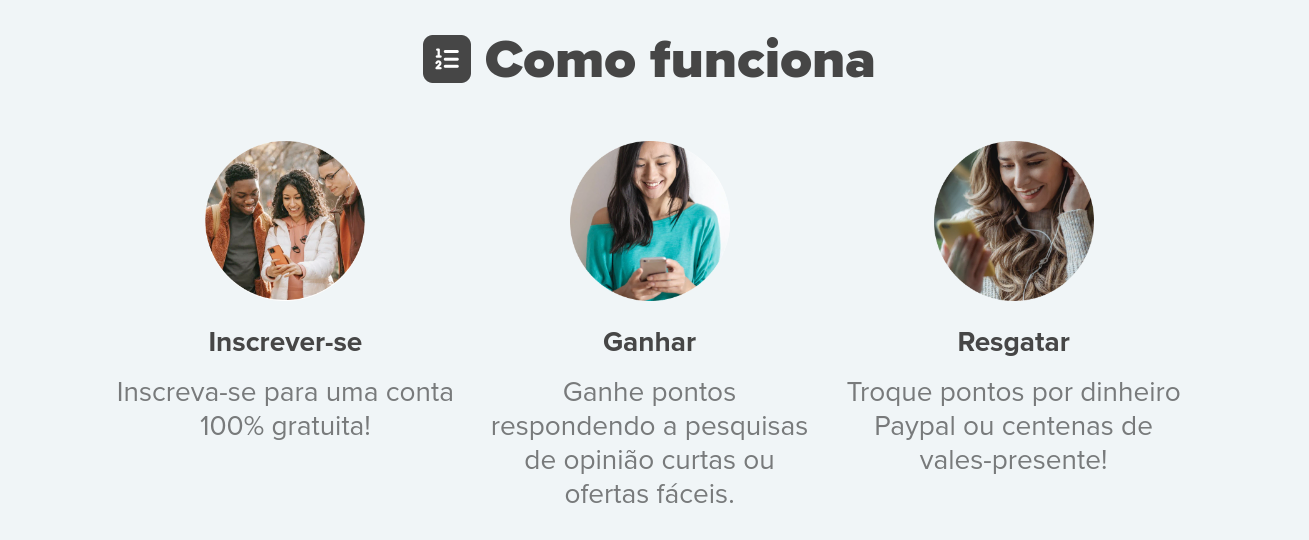 Como funciona
Inscrever-se
Inscreva-se para uma conta
100% gratuita!
Ganhar
Ganhe pontos
respondendo a pesquisas
de opinião curtas ou
ofertas fáceis.
Resgatar
Troque pontos por dinheiro
Paypal ou centenas de
vales-presente!